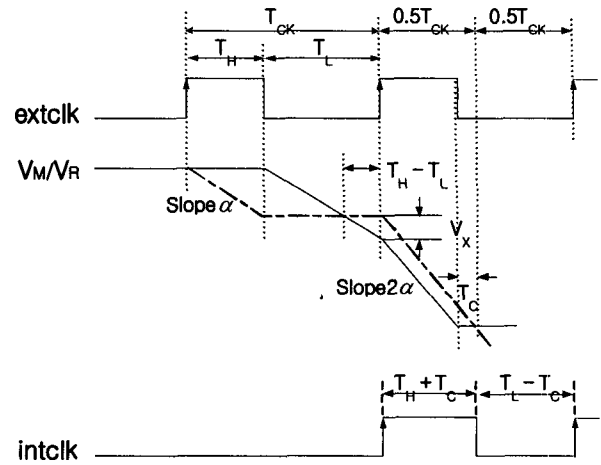 T_CK 0.5T_CK 0.5T_CK
T_H T_L
extclk
V_M/V_R
T_H − T_L
Slope α
V_X
Slope2α
T_C
T_H + T_C T_L − T_C
intclk